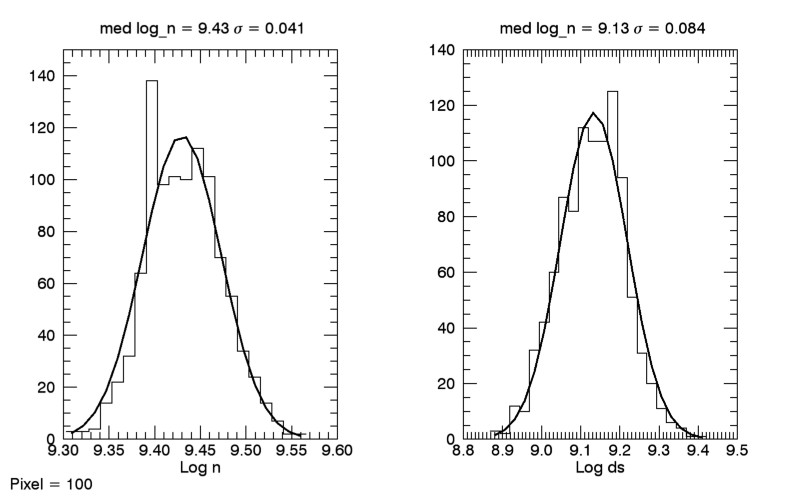 med log_n = 9.43 σ = 0.041
140
120
100
80
60
40
20
0
9.30 9.35 9.40 9.45 9.50 9.55 9.60
Log n
med log_n = 9.13 σ = 0.084
140
120
100
80
60
40
20
0
8.8 8.9 9.0 9.1 9.2 9.3 9.4 9.5
Log ds
Pixel = 100